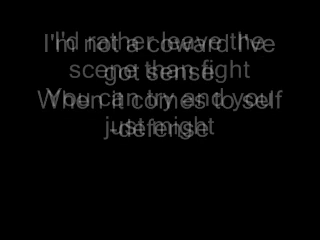 I'm not a coward I've
got sense
When it comes to self
-defense
I'd rather leave the
scene than fight
You can try and you
just might